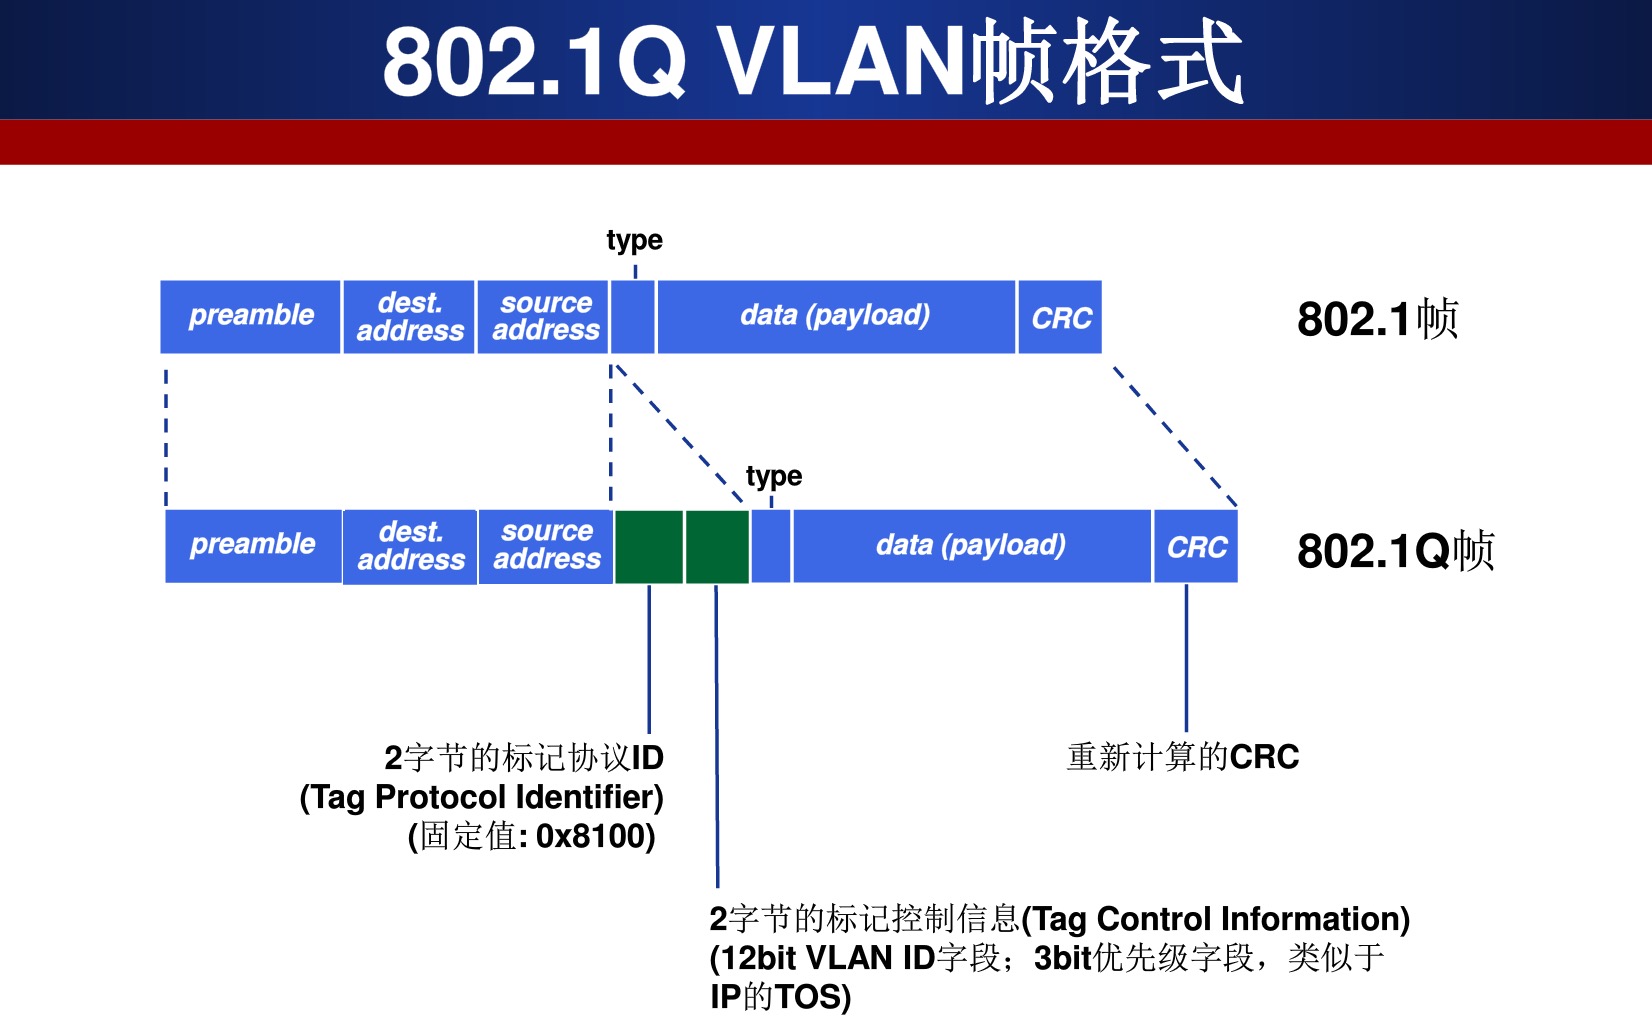 802.1Q VLAN帧格式
type
preamble
dest.
address
source
address
data (payload)
CRC
802.1帧
type
preamble
dest.
address
source
address
data (payload)
CRC
802.1Q帧
2字节的标记协议ID
(Tag Protocol Identifier)
(固定值: 0x8100)
重新计算的CRC
2字节的标记控制信息(Tag Control Information)
(12bit VLAN ID字段；3bit优先级字段，类似于
IP的TOS)